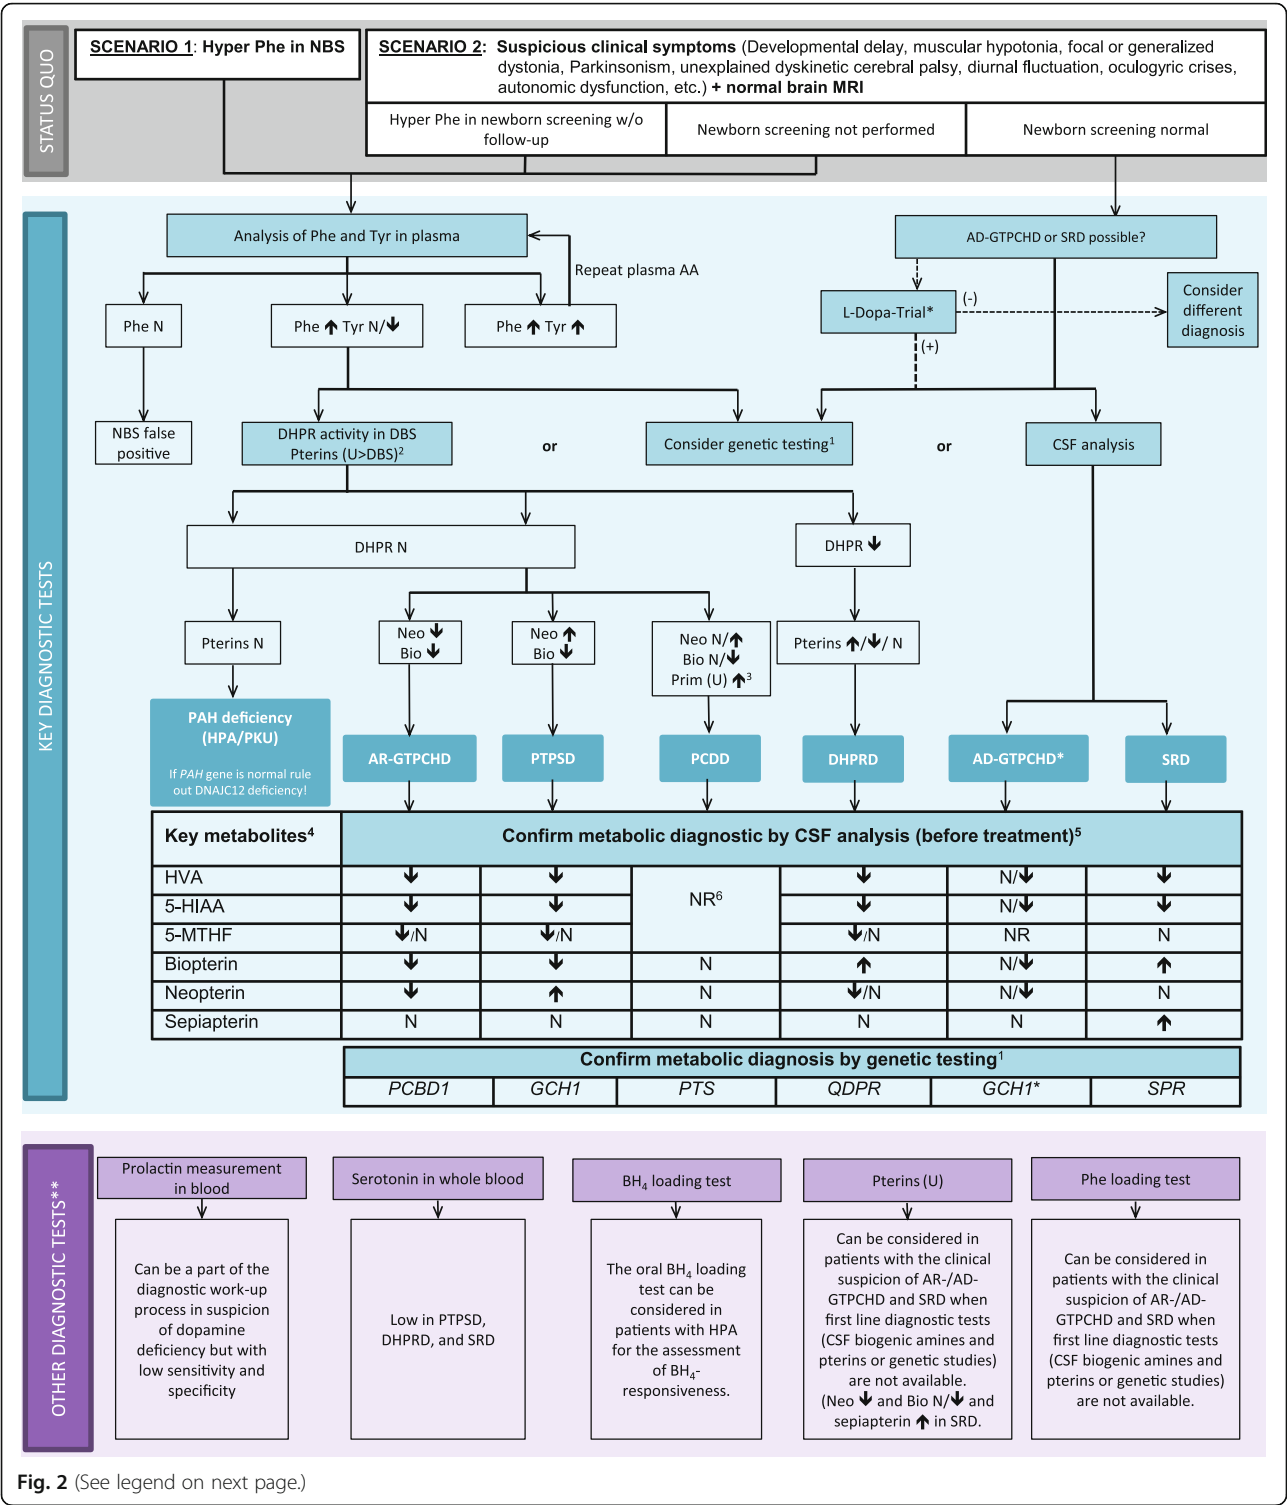 STATUS QUO
SCENARIO 1: Hyper Phe in NBS
SCENARIO 2: Suspicious clinical symptoms (Developmental delay, muscular hypotonia, focal or generalized
dystonia, Parkinsonism, unexplained dyskinetic cerebral palsy, diurnal fluctuation, oculogyric crises,
autonomic dysfunction, etc.) + normal brain MRI
Hyper Phe in newborn screening w/o
follow-up
Newborn screening not performed
Newborn screening normal
KEY DIAGNOSTIC TESTS
Analysis of Phe and Tyr in plasma
Repeat plasma AA
AD-GTPCHD or SRD possible?
Phe N
Phe ↑ Tyr N/↓
Phe ↑ Tyr ↑
L-Dopa-Trial*
(-)
(+)
Consider
different
diagnosis
NBS false
positive
DHPR activity in DBS
Pterins (U>DBS)²
or
Consider genetic testing¹
or
CSF analysis
DHPR N
DHPR ↓
Pterins N
Neo ↓
Bio ↓
Neo ↑
Bio ↓
Neo N/↑
Bio N/↓
Prim (U) ↑³
Pterins ↑/↓/ N
PAH deficiency
(HPA/PKU)
If PAH gene is normal rule
out DNAJC12 deficiency!
AR-GTPCHD
PTPSD
PCDD
DHPRD
AD-GTPCHD*
SRD
Key metabolites⁴ Confirm metabolic diagnostic by CSF analysis (before treatment)⁵
HVA ↓ ↓ NR⁶ ↓ N/↓ ↓
5-HIAA ↓ ↓ ↓ N/↓ ↓
5-MTHF ↓/N ↓/N ↓/N NR N
Biopterin ↓ ↓ N ↑ N/↓ ↑
Neopterin ↓ ↑ N ↓/N N/↓ N
Sepiapterin N N N N N ↑
Confirm metabolic diagnosis by genetic testing¹
PCBD1 GCH1 PTS QDPR GCH1* SPR
OTHER DIAGNOSTIC TESTS**
Prolactin measurement
in blood
Can be a part of the
diagnostic work-up
process in suspicion
of dopamine
deficiency but with
low sensitivity and
specificity
Serotonin in whole blood
Low in PTPSD,
DHPRD, and SRD
BH₄ loading test
The oral BH₄ loading
test can be
considered in
patients with HPA
for the assessment
of BH₄-
responsiveness.
Pterins (U)
Can be considered in
patients with the clinical
suspicion of AR-/AD-
GTPCHD and SRD when
first line diagnostic tests
(CSF biogenic amines and
pterins or genetic studies)
are not available.
(Neo ↓ and Bio N/↓ and
sepiapterin ↑ in SRD.
Phe loading test
Can be considered in
patients with the clinical
suspicion of AR-/AD-
GTPCHD and SRD when
first line diagnostic tests
(CSF biogenic amines and
pterins or genetic studies)
are not available.
Fig. 2 (See legend on next page.)